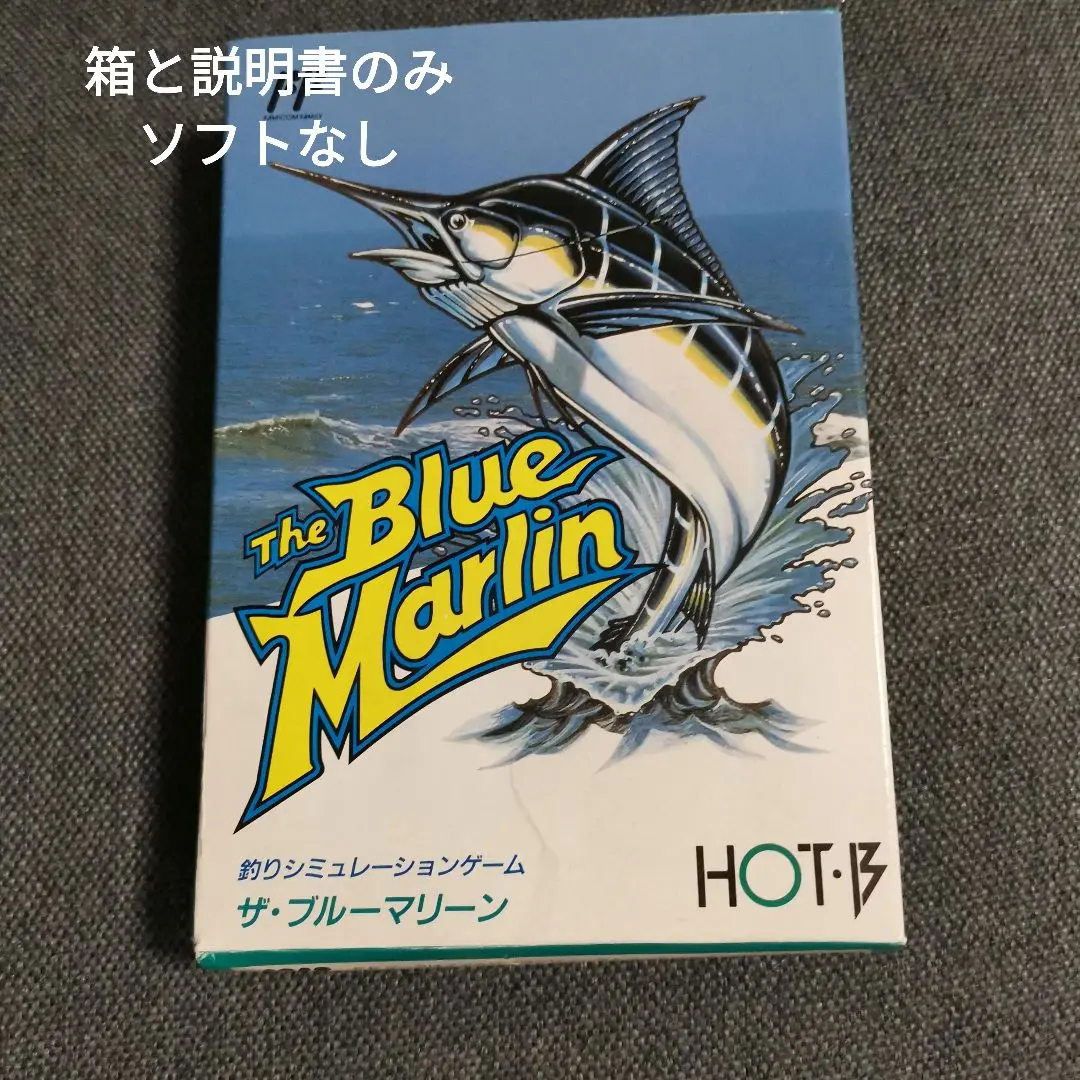 箱と説明書のみ
ソフトなし
The Blue
Marlin
釣りシミュレーションゲーム
ザ・ブルーマリーン
HOT・B